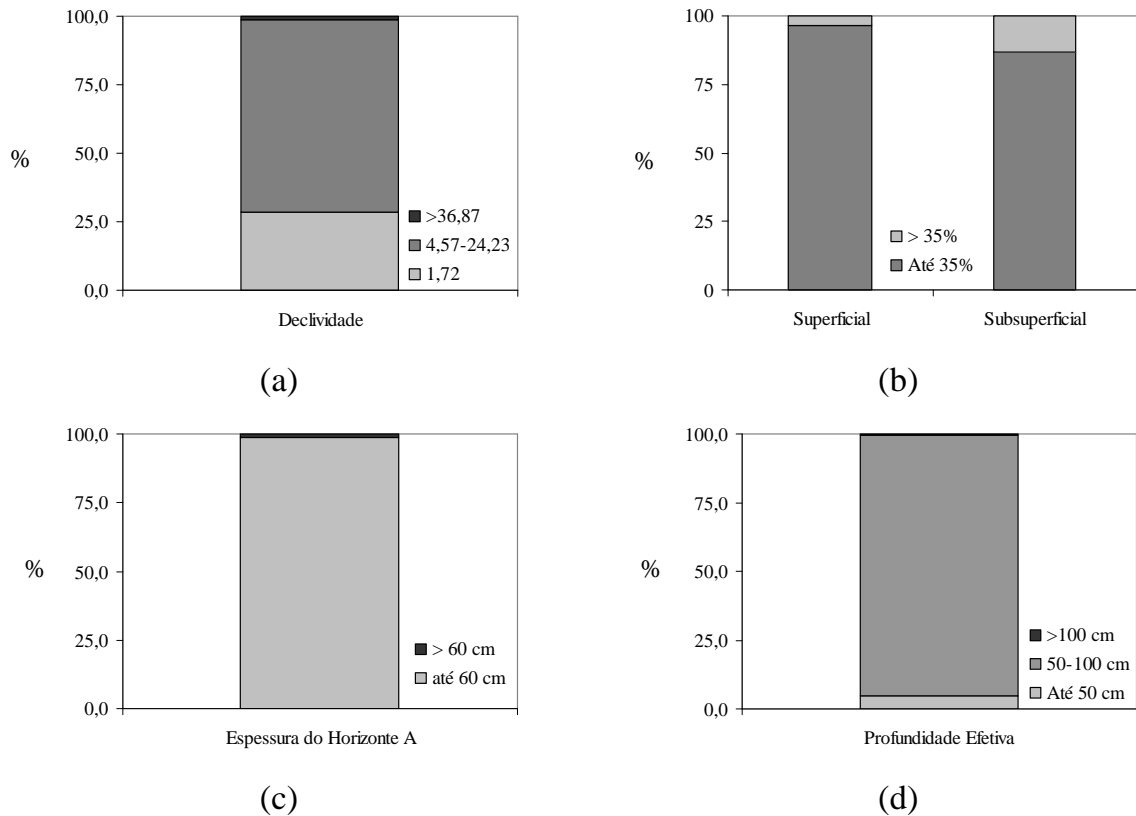 100,0
75,0
50,0
25,0
0,0
%
>36,87
4,57-24,23
1,72
Declividade
(a)
100
75
50
25
0
%
> 35%
Até 35%
Superficial
Subsuperficial
(b)
100,0
75,0
50,0
25,0
0,0
%
> 60 cm
até 60 cm
Espessura do Horizonte A
(c)
100,0
75,0
50,0
25,0
0,0
%
>100 cm
50-100 cm
Até 50 cm
Profundidade Efetiva
(d)